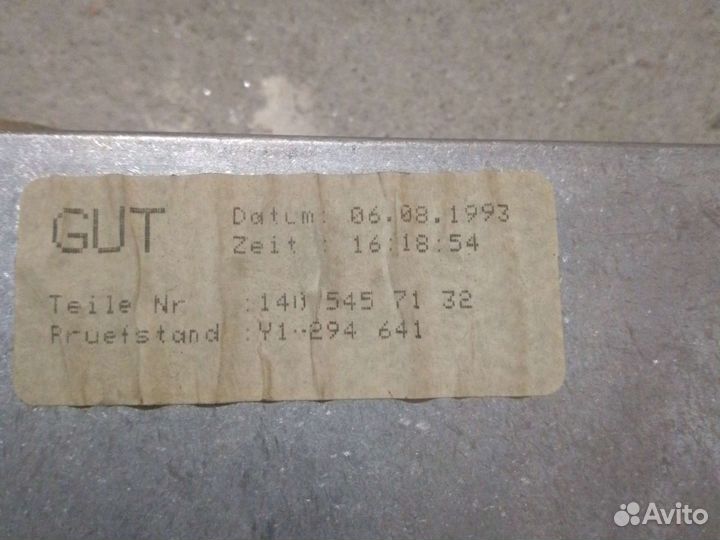 GUT
Datum: 06.08.1993
Zeit : 16:18:54
Teile Nr :140 545 71 32
Pruefstand :Y1--294 641
Avito